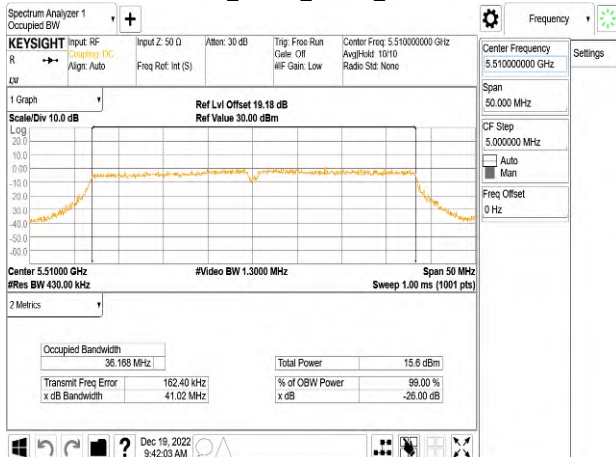 Spectrum Analyzer 1
Occupied BW
Frequency
KEYSIGHT Input: RF Input Z: 50 Ω Atten: 30 dB Trig: Free Run Center Freq: 5.510000000 GHz
R Coupling: DC Gate: Off Avg|Hold: 10/10
Align: Auto Freq Ref: Int (S) #IF Gain: Low Radio Std: None
Center Frequency
5.510000000 GHz
Settings
Span
50.000 MHz
CF Step
5.000000 MHz
Auto
Man
Freq Offset
0 Hz
1 Graph
Ref Lvl Offset 19.18 dB
Scale/Div 10.0 dB Ref Value 30.00 dBm
Log
20.0
10.0
0.00
-10.0
-20.0
-30.0
-40.0
-50.0
-60.0
Center 5.51000 GHz #Video BW 1.3000 MHz Span 50 MHz
#Res BW 430.00 kHz Sweep 1.00 ms (1001 pts)
2 Metrics
Occupied Bandwidth
36.168 MHz Total Power 15.6 dBm
Transmit Freq Error 162.40 kHz % of OBW Power 99.00 %
x dB Bandwidth 41.02 MHz x dB -26.00 dB
? Dec 19, 2022
9:42:03 AM